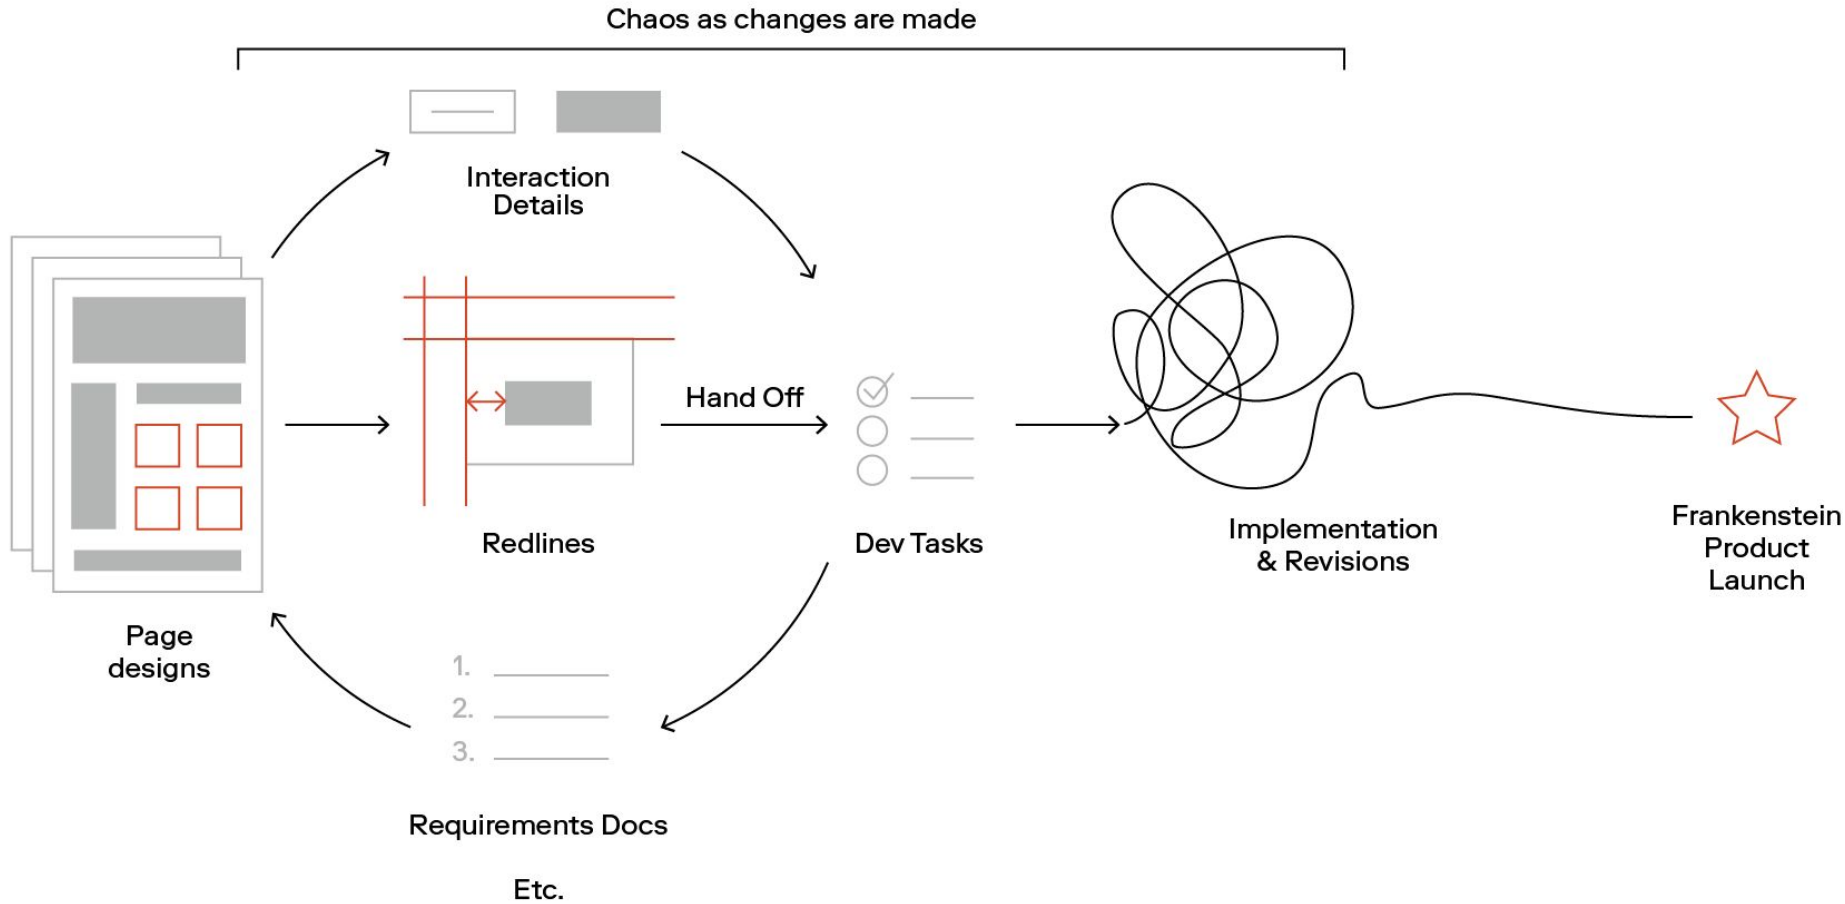 Chaos as changes are made
Interaction
Details
Hand Off
Redlines
Dev Tasks
Implementation
& Revisions
Frankenstein
Product
Launch
Page
designs
1.
2.
3.
Requirements Docs
Etc.